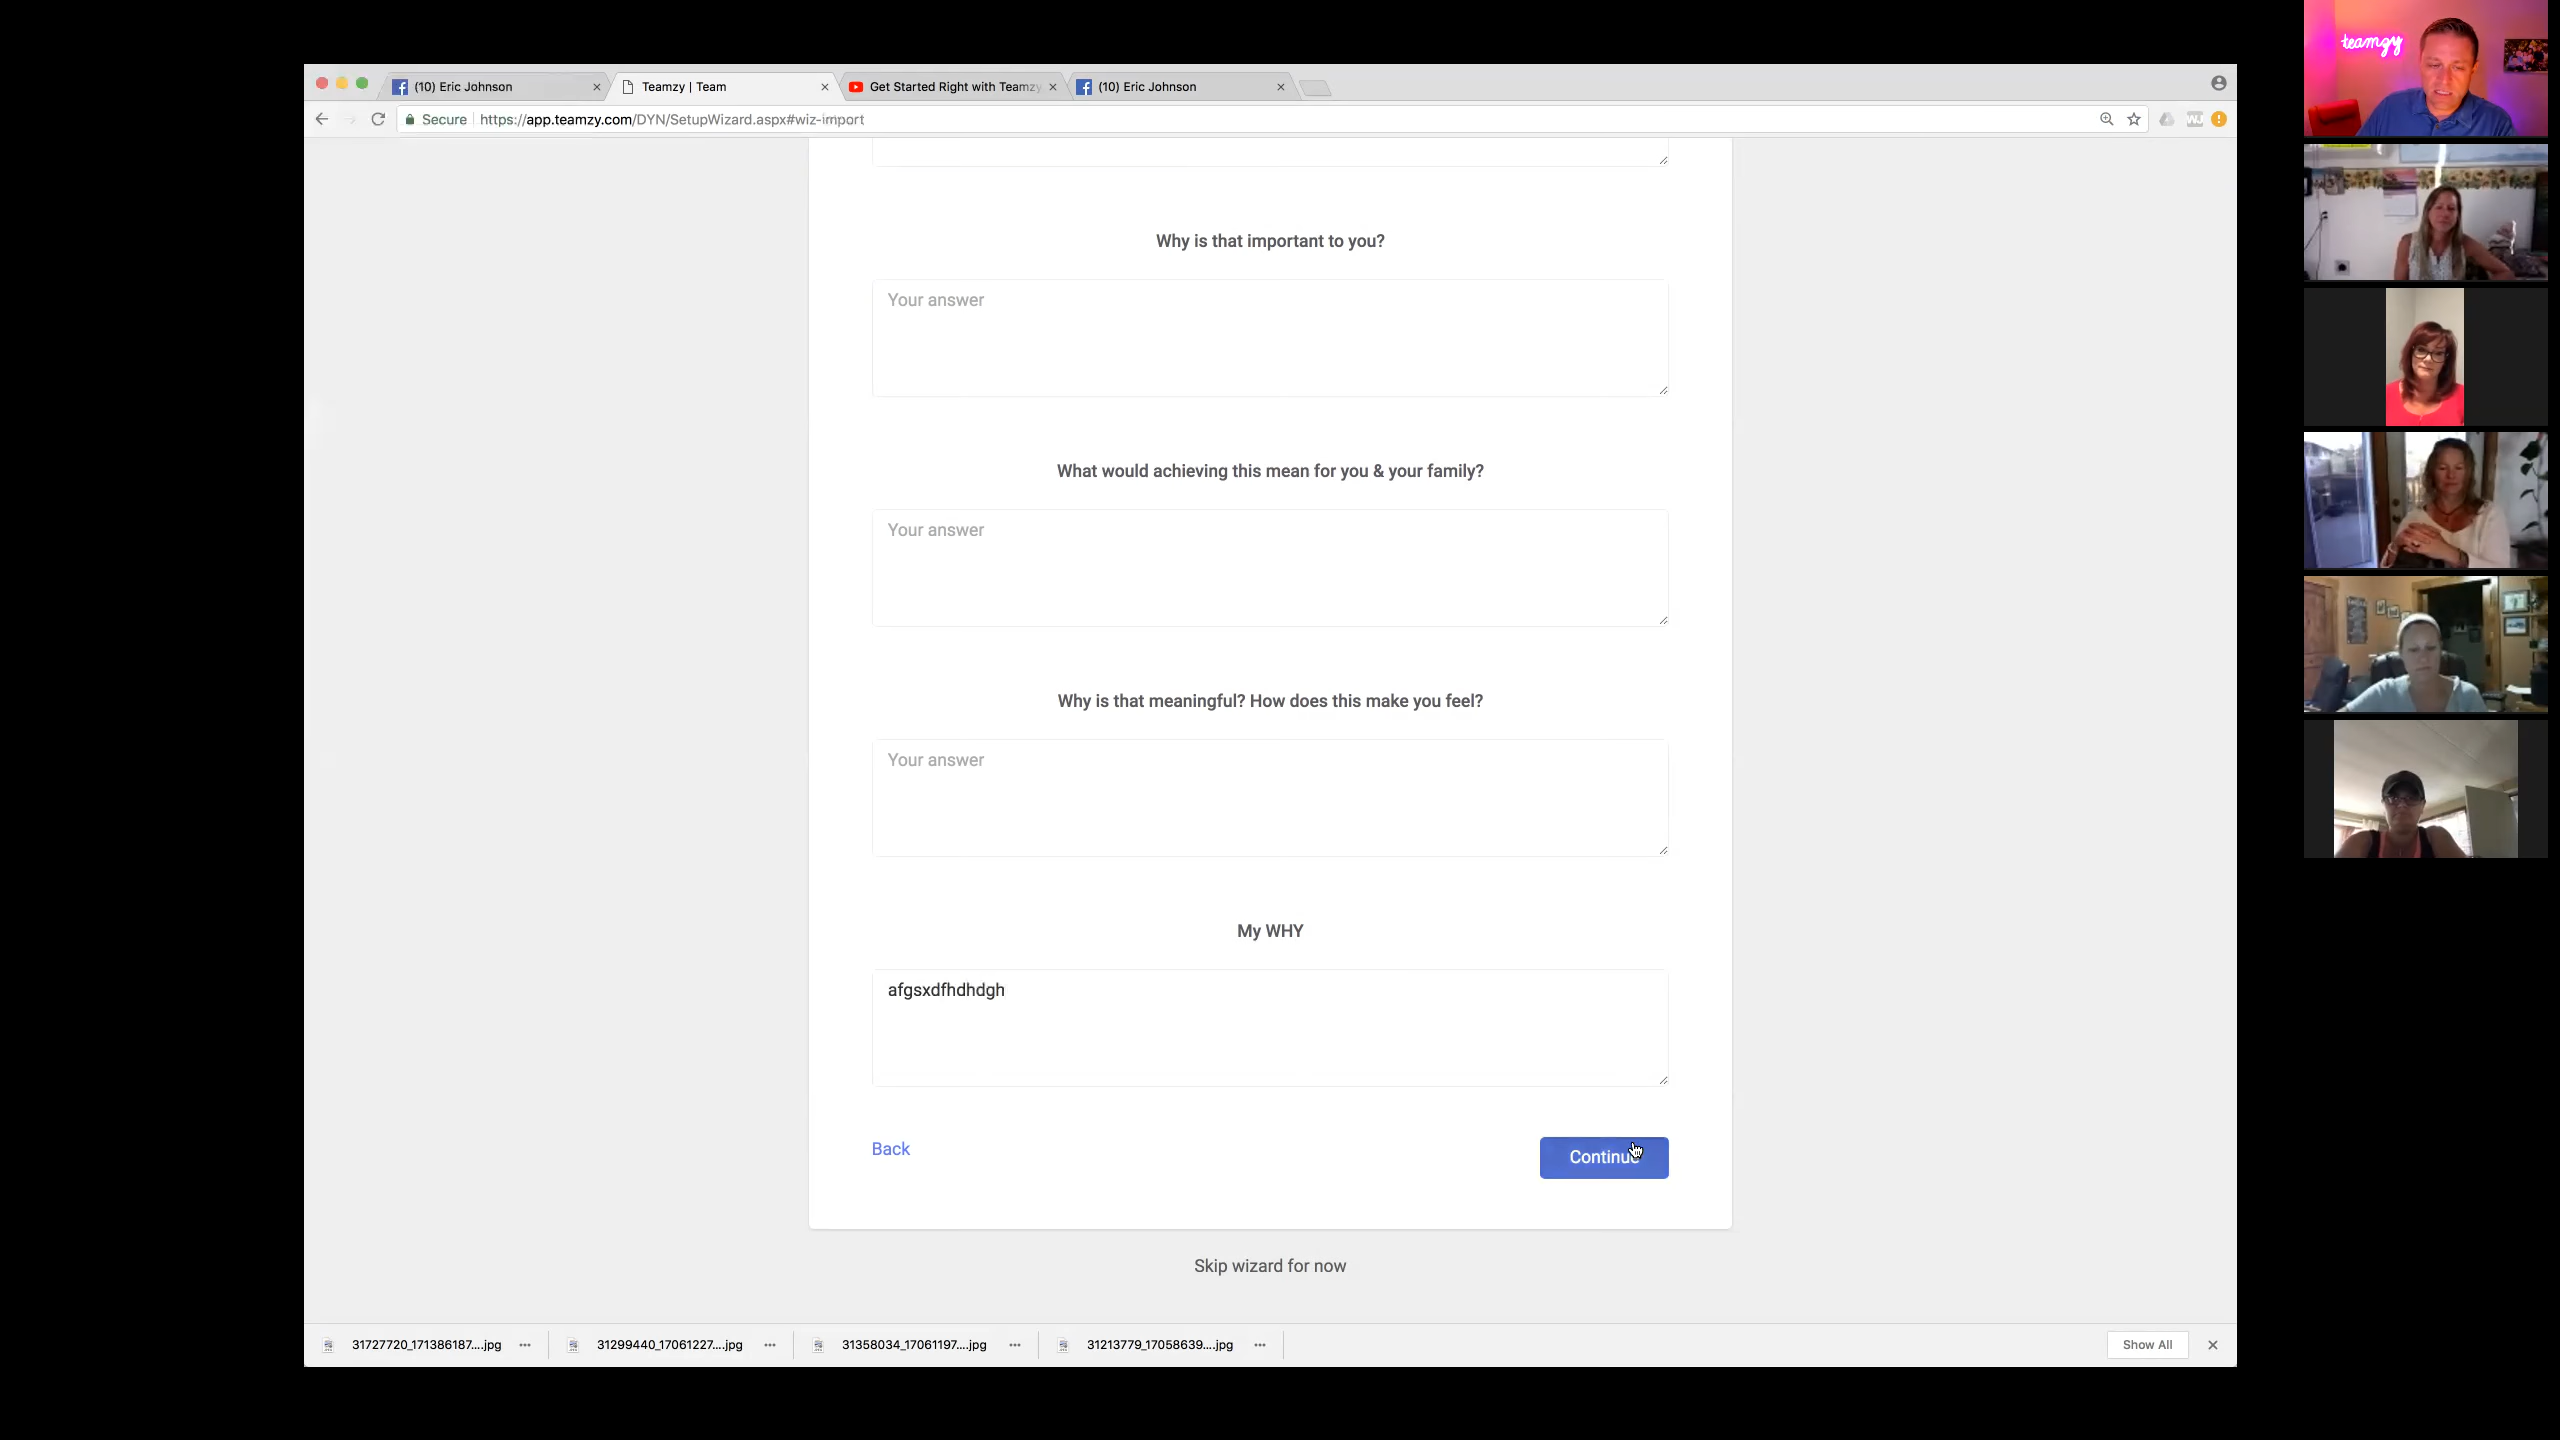 (10) Eric Johnson
Teamzy | Team
Get Started Right with Teamzy
(10) Eric Johnson
Secure
https://app.teamzy.com/DYN/SetupWizard.aspx#wiz-import
Why is that important to you?
Your answer
What would achieving this mean for you & your family?
Your answer
Why is that meaningful? How does this make you feel?
Your answer
My WHY
afgsxdfhdhdgh
Back
Continue
Skip wizard for now
31727720_171386187....jpg
31299440_17061227....jpg
31358034_17061197....jpg
31213779_17058639....jpg
Show All
teamzy